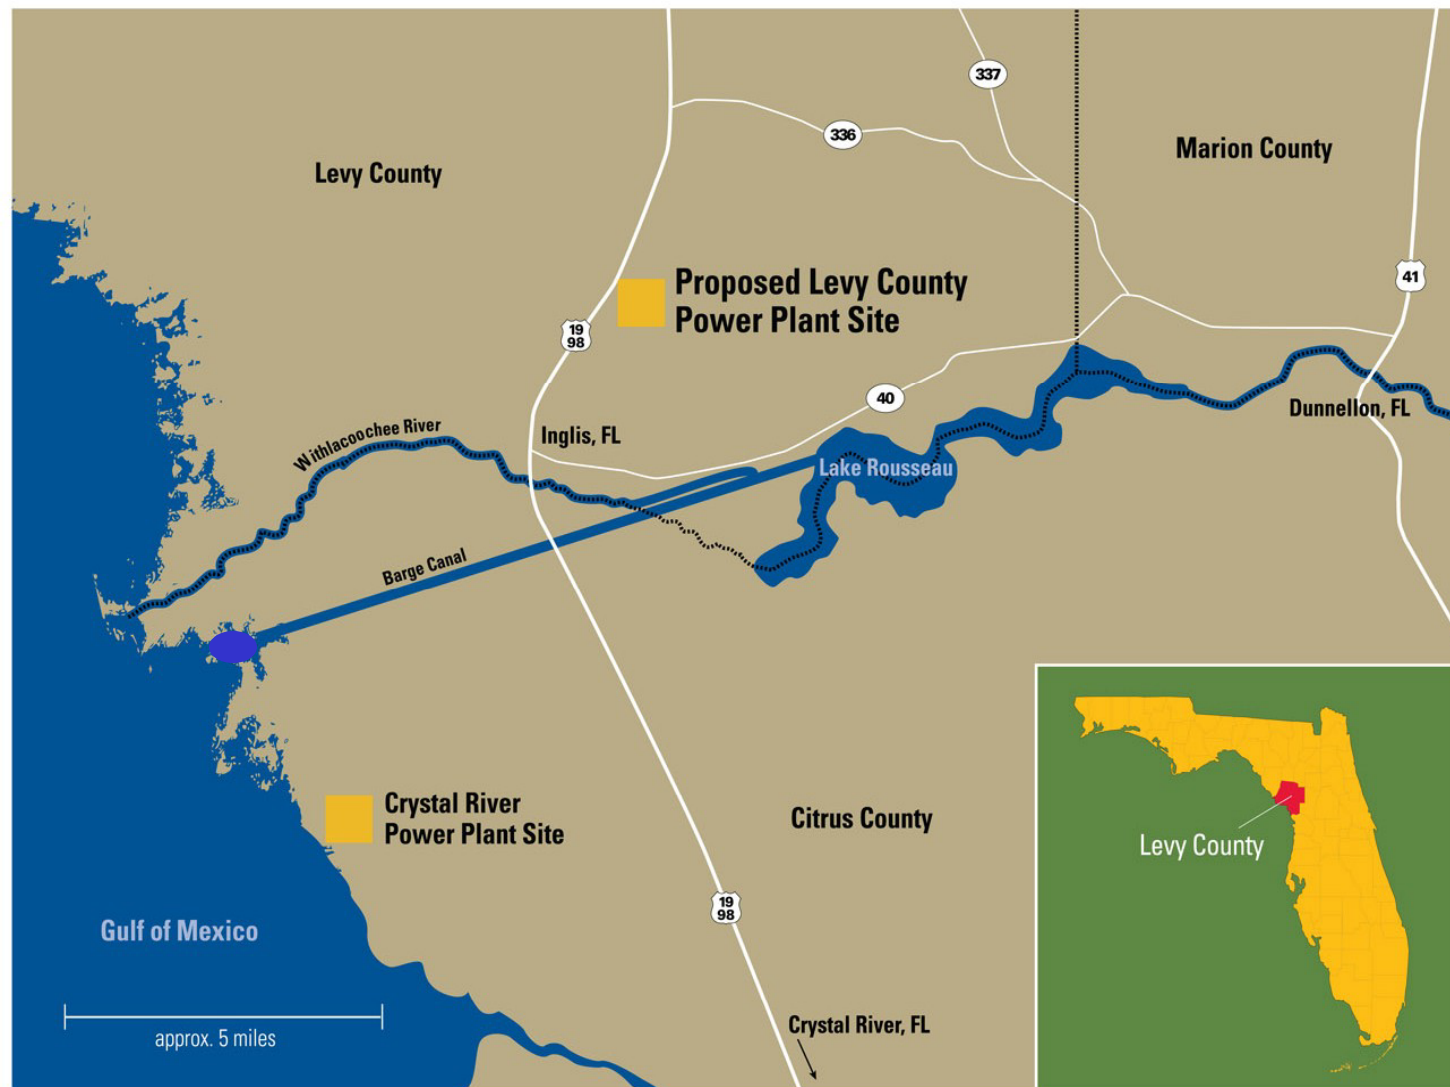 337
336
Marion County
Levy County
Proposed Levy County
Power Plant Site
41
19
98
40
Dunnellon, FL
Withlacoochee River
Inglis, FL
Lake Rousseau
Barge Canal
Crystal River
Power Plant Site
Citrus County
Levy County
19
98
Gulf of Mexico
approx. 5 miles
Crystal River, FL